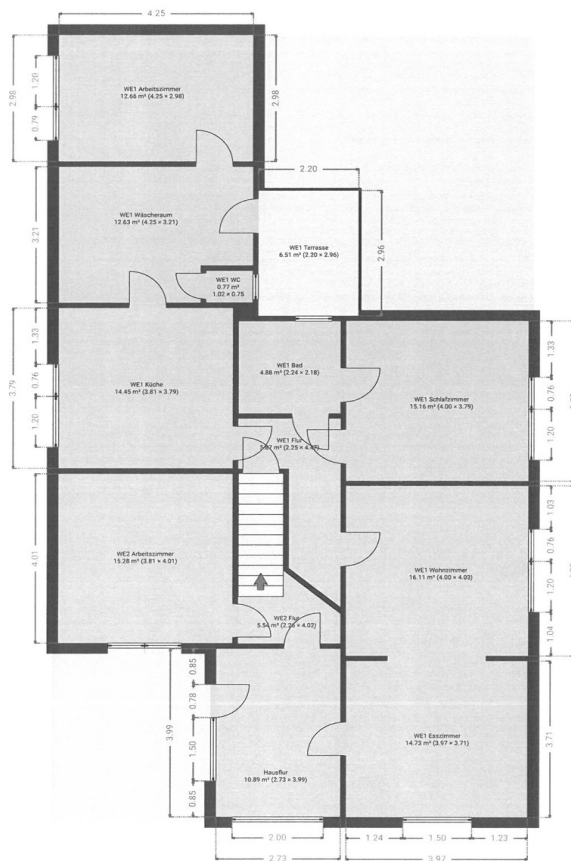 4.25
2.98
1.20
0.79
2.98
WE1 Arbeitszimmer
12.66 m² (4.25 × 2.98)
3.21
WE1 Wäscheraum
12.63 m² (4.25 × 3.21)
2.20
2.96
WE1 Terrasse
6.51 m² (2.20 × 2.96)
WE1 WC
0.77 m²
1.02 × 0.75
3.79
1.33
0.76
1.20
WE1 Küche
14.45 m² (3.81 × 3.79)
WE1 Bad
4.88 m² (2.24 × 2.18)
WE1 Schlafzimmer
15.16 m² (4.00 × 3.79)
1.33
0.76
1.20
WE1 Flur
(2.25 ×
4.01
WE2 Arbeitszimmer
15.28 m² (3.81 × 4.01)
WE1 Wohnzimmer
16.11 m² (4.00 × 4.03)
1.03
0.76
1.20
1.04
WE2 Flur
5.54 m² (2.26 × 4.02)
3.99
0.85
0.78
1.50
0.85
Hausflur
10.89 m² (2.73 × 3.99)
WE1 Esszimmer
14.73 m² (3.97 × 3.71)
3.71
2.00
2.73
1.24
1.50
1.23
3.97